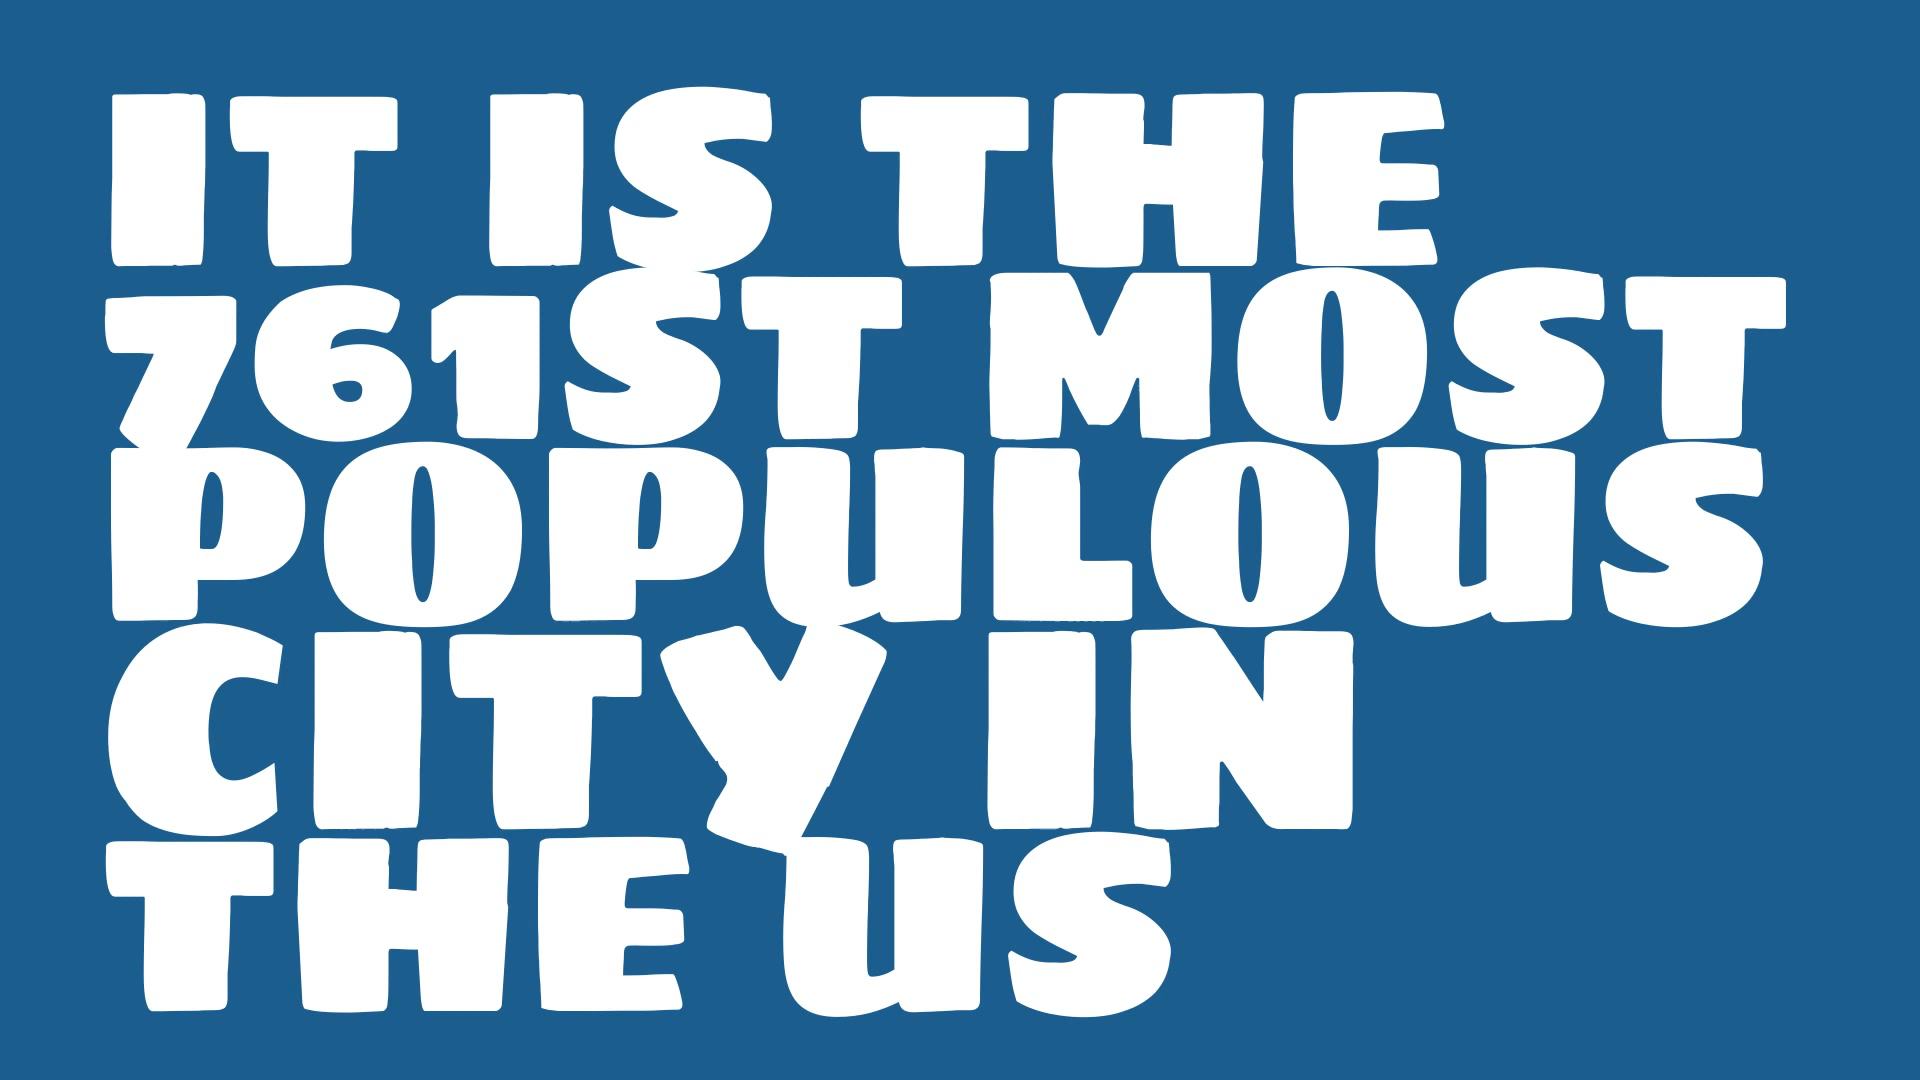 IT IS THE
761ST MOST
POPULOUS
CITY IN
THE US